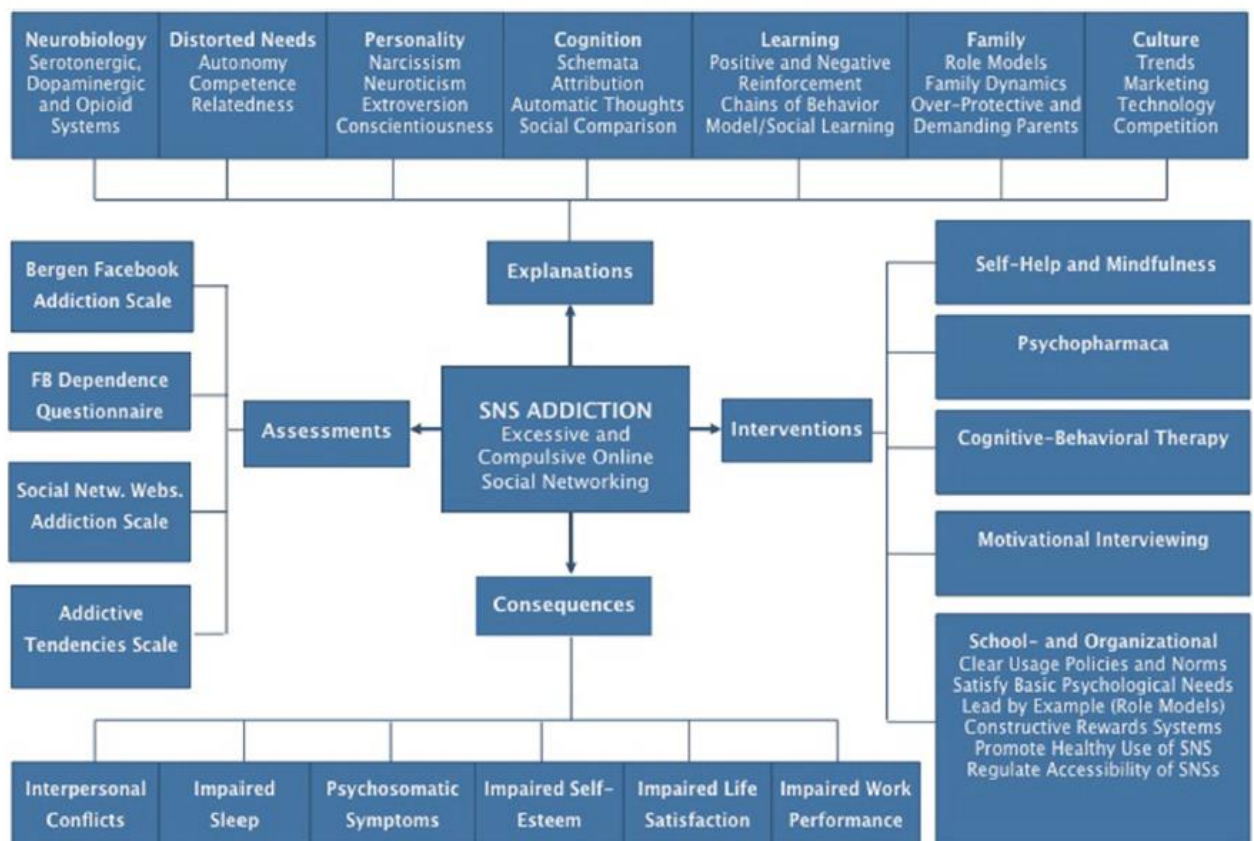 Neurobiology
Serotonergic,
Dopaminergic
and Opioid
Systems
Distorted Needs
Autonomy
Competence
Relatedness
Personality
Narcissism
Neuroticism
Extroversion
Conscientiousness
Cognition
Schemata
Attribution
Automatic Thoughts
Social Comparison
Learning
Positive and Negative
Reinforcement
Chains of Behavior
Model/Social Learning
Family
Role Models
Family Dynamics
Over-Protective and
Demanding Parents
Culture
Trends
Marketing
Technology
Competition
Explanations
Bergen Facebook
Addiction Scale
FB Dependence
Questionnaire
Social Netw. Webs.
Addiction Scale
Addictive
Tendencies Scale
Assessments
SNS ADDICTION
Excessive and
Compulsive Online
Social Networking
Interventions
Self-Help and Mindfulness
Psychopharmaca
Cognitive-Behavioral Therapy
Motivational Interviewing
School- and Organizational
Clear Usage Policies and Norms
Satisfy Basic Psychological Needs
Lead by Example (Role Models)
Constructive Rewards Systems
Promote Healthy Use of SNS
Regulate Accessibility of SNSs
Consequences
Interpersonal
Conflicts
Impaired
Sleep
Psychosomatic
Symptoms
Impaired Self-
Esteem
Impaired Life
Satisfaction
Impaired Work
Performance